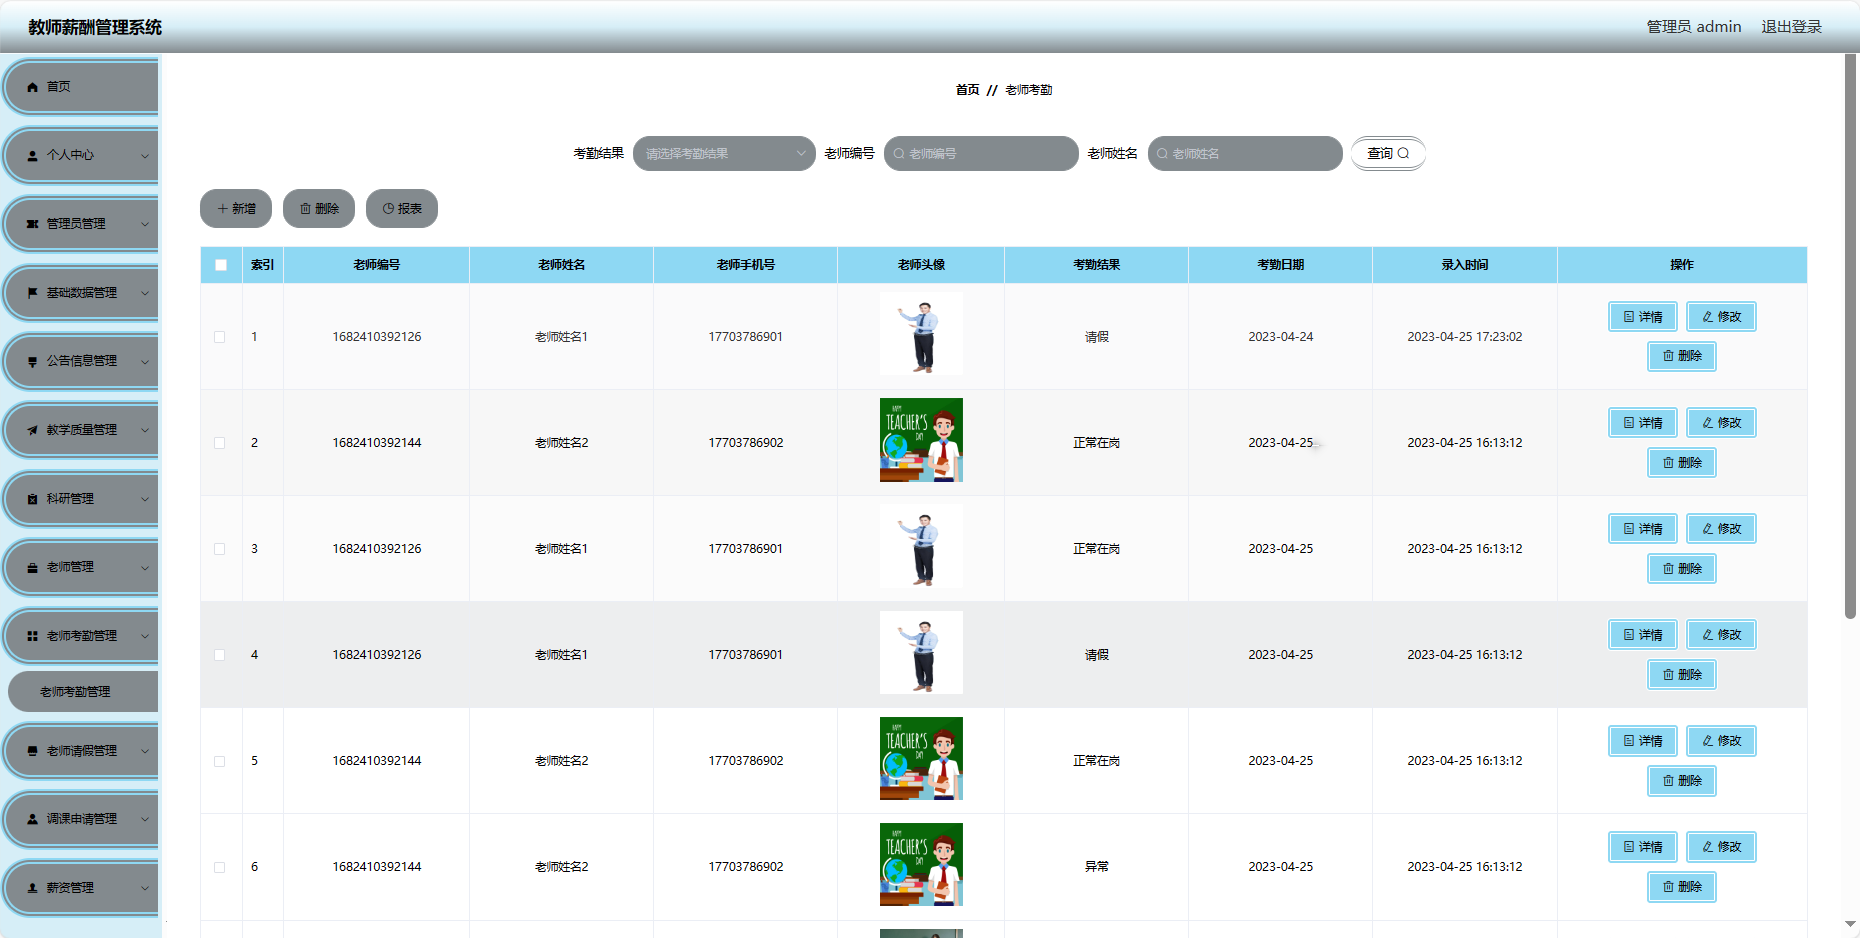 教师薪酬管理系统
管理员 admin 退出登录
首页
个人中心
管理员管理
基础数据管理
公告信息管理
教学质量管理
科研管理
老师管理
老师考勤管理
老师考勤管理
老师请假管理
调课申请管理
薪资管理
首页 // 老师考勤
考勤结果 请选择考勤结果 老师编号 老师编号 老师姓名 老师姓名 查询
新增 删除 报表
索引 老师编号 老师姓名 老师手机号 老师头像 考勤结果 考勤日期 录入时间 操作
1 1682410392126 老师姓名1 17703786901 请假 2023-04-24 2023-04-25 17:23:02 详情 修改
删除
HAPPY
TEACHER'S
DAY
2 1682410392144 老师姓名2 17703786902 正常在岗 2023-04-25 2023-04-25 16:13:12 详情 修改
删除
3 1682410392126 老师姓名1 17703786901 正常在岗 2023-04-25 2023-04-25 16:13:12 详情 修改
删除
4 1682410392126 老师姓名1 17703786901 请假 2023-04-25 2023-04-25 16:13:12 详情 修改
删除
HAPPY
TEACHER'S
DAY
5 1682410392144 老师姓名2 17703786902 正常在岗 2023-04-25 2023-04-25 16:13:12 详情 修改
删除
HAPPY
TEACHER'S
DAY
6 1682410392144 老师姓名2 17703786902 异常 2023-04-25 2023-04-25 16:13:12 详情 修改
删除